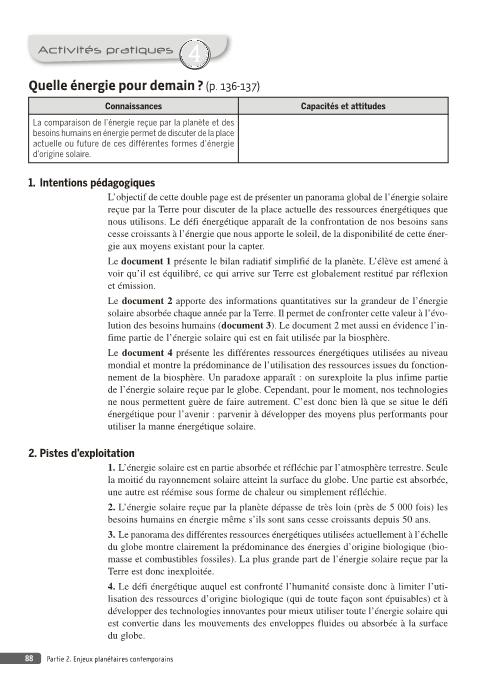 Activités pratiques 4
Quelle énergie pour demain ? (p. 136-137)
Connaissances
Capacités et attitudes
La comparaison de l'énergie reçue par la planète et des
besoins humains en énergie permet de discuter de la place
actuelle ou future de ces différentes formes d'énergie
d'origine solaire.
1. Intentions pédagogiques
L'objectif de cette double page est de présenter un panorama global de l'énergie solaire
reçue par la Terre pour discuter de la place actuelle des ressources énergétiques que
nous utilisons. Le défi énergétique apparaît de la confrontation de nos besoins sans
cesse croissants à l'énergie que nous apporte le soleil, de la disponibilité de cette éner-
gie aux moyens existant pour la capter.
Le document 1 présente le bilan radiatif simplifié de la planète. L'élève est amené à
voir qu'il est équilibré, ce qui arrive sur Terre est globalement restitué par réflexion
et émission.
Le document 2 apporte des informations quantitatives sur la grandeur de l'énergie
solaire absorbée chaque année par la Terre. Il permet de confronter cette valeur à l'évo-
lution des besoins humains (document 3). Le document 2 met aussi en évidence l'in-
fime partie de l'énergie solaire qui est en fait utilisée par la biosphère.
Le document 4 présente les différentes ressources énergétiques utilisées au niveau
mondial et montre la prédominance de l'utilisation des ressources issues du fonction-
nement de la biosphère. Un paradoxe apparaît : on surexploite la plus infime partie
de l'énergie solaire reçue par le globe. Cependant, pour le moment, nos technologies
ne nous permettent guère de faire autrement. C'est donc bien là que se situe le défi
énergétique pour l'avenir : parvenir à développer des moyens plus performants pour
utiliser la manne énergétique solaire.
2. Pistes d'exploitation
1. L'énergie solaire est en partie absorbée et réfléchie par l'atmosphère terrestre. Seule
la moitié du rayonnement solaire atteint la surface du globe. Une partie est absorbée,
une autre est réémise sous forme de chaleur ou simplement réfléchie.
2. L'énergie solaire reçue par la planète dépasse de très loin (près de 5 000 fois) les
besoins humains en énergie même s'ils sont sans cesse croissants depuis 50 ans.
3. Le panorama des différentes ressources énergétiques utilisées actuellement à l'échelle
du globe montre clairement la prédominance des énergies d'origine biologique (bio-
masse et combustibles fossiles). La plus grande part de l'énergie solaire reçue par la
Terre est donc inexploitée.
4. Le défi énergétique auquel est confronté l'humanité consiste donc à limiter l'uti-
lisation des ressources d'origine biologique (qui de toute façon sont épuisables) et à
développer des technologies innovantes pour mieux utiliser toute l'énergie solaire qui
est convertie dans les mouvements des enveloppes fluides ou absorbée à la surface
du globe.
88 Partie 2. Enjeux planétaires contemporains